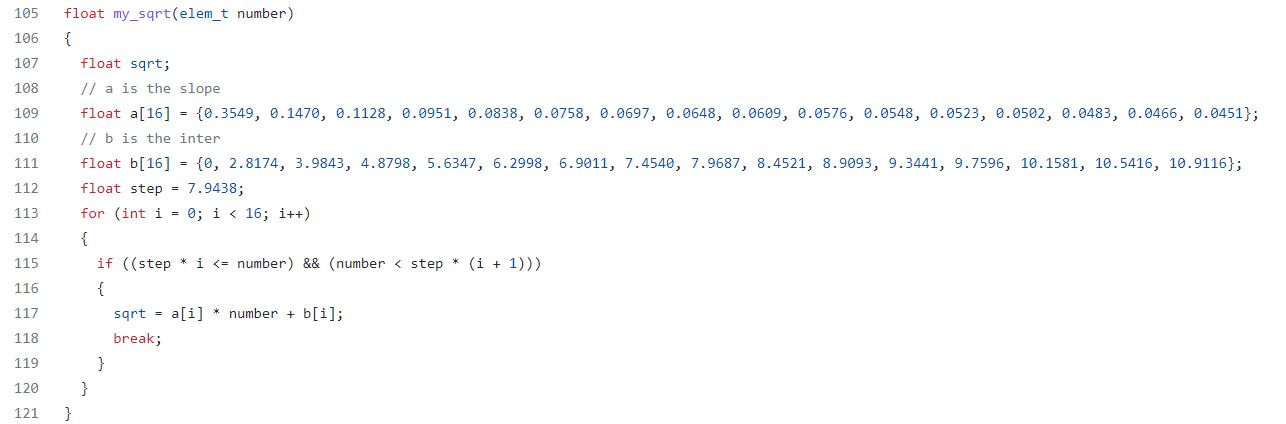 105 float my_sqrt(elem_t number)
106 {
107   float sqrt;
108   // a is the slope
109   float a[16] = {0.3549, 0.1470, 0.1128, 0.0951, 0.0838, 0.0758, 0.0697, 0.0648, 0.0609, 0.0576, 0.0548, 0.0523, 0.0502, 0.0483, 0.0466, 0.0451};
110   // b is the inter
111   float b[16] = {0, 2.8174, 3.9843, 4.8798, 5.6347, 6.2998, 6.9011, 7.4540, 7.9687, 8.4521, 8.9093, 9.3441, 9.7596, 10.1581, 10.5416, 10.9116};
112   float step = 7.9438;
113   for (int i = 0; i < 16; i++)
114   {
115     if ((step * i <= number) && (number < step * (i + 1)))
116     {
117       sqrt = a[i] * number + b[i];
118       break;
119     }
120   }
121 }